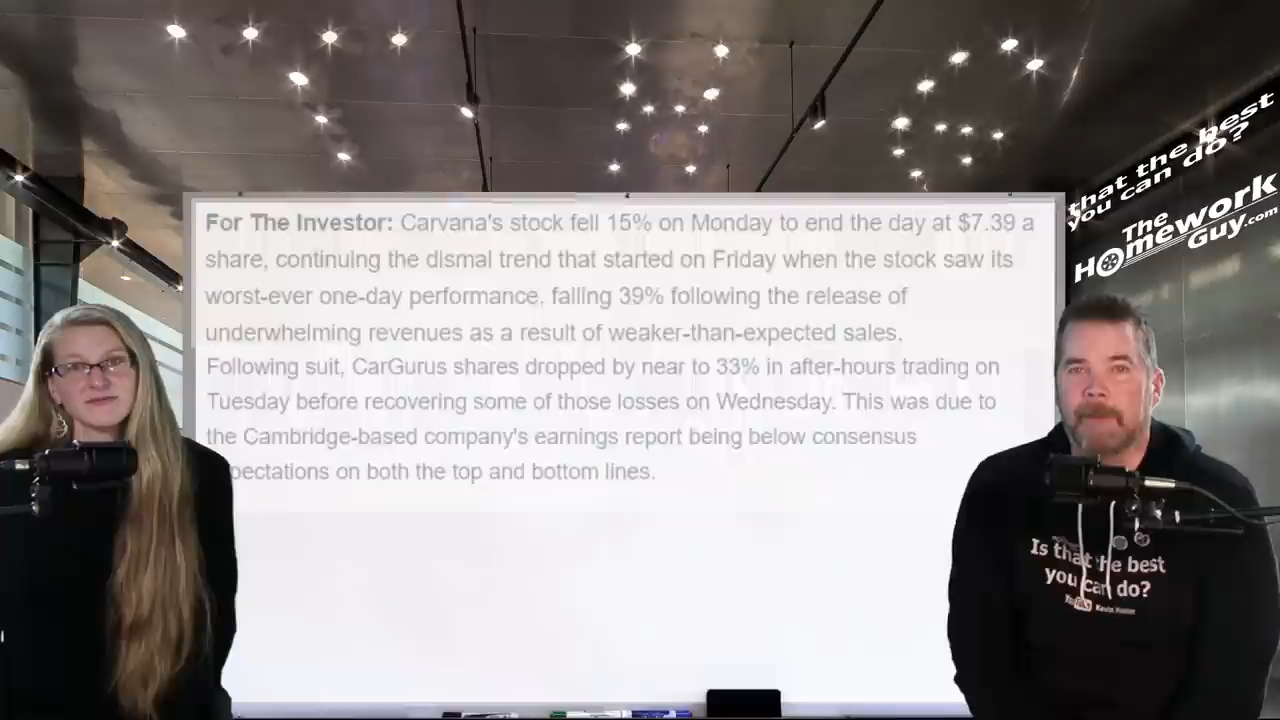 For The Investor: Carvana's stock fell 15% on Monday to end the day at $7.39 a
share, continuing the dismal trend that started on Friday when the stock saw its
worst-ever one-day performance, falling 39% following the release of
underwhelming revenues as a result of weaker-than-expected sales.
Following suit, CarGurus shares dropped by near to 33% in after-hours trading on
Tuesday before recovering some of those losses on Wednesday. This was due to
the Cambridge-based company's earnings report being below consensus
pectations on both the top and bottom lines.
that the best
you can do?
The
Homework
Guy.com
Is that the best
you can do?